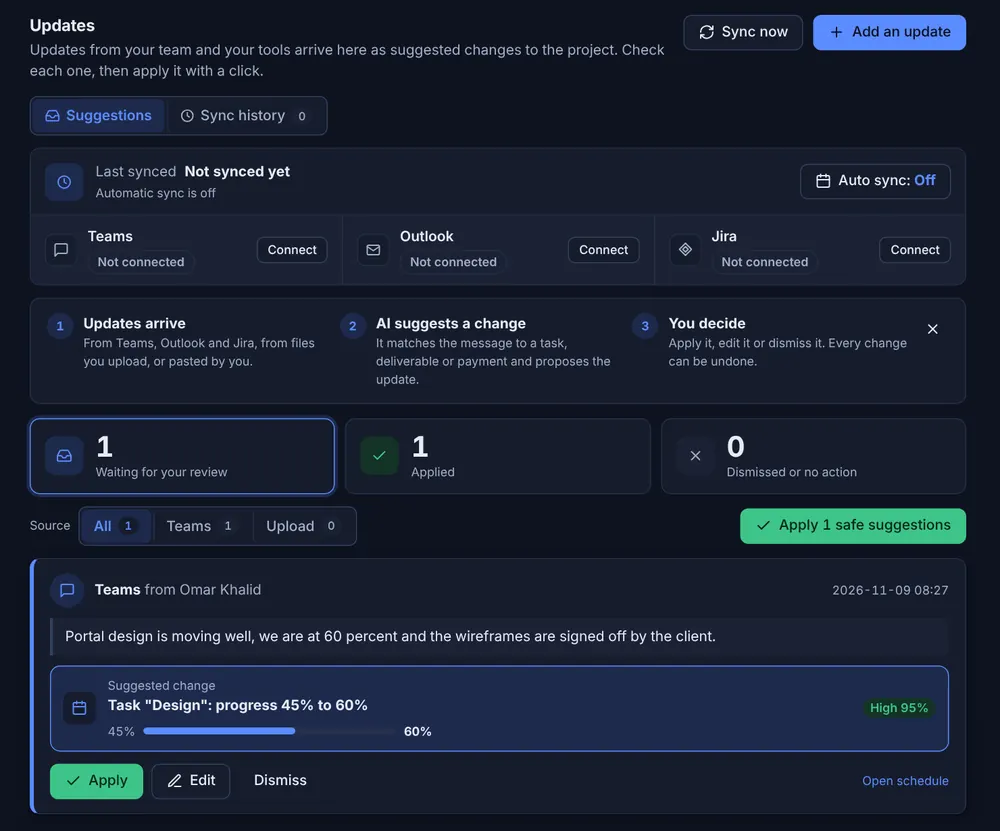 Updates
Updates from your team and your tools arrive here as suggested changes to the project. Check
each one, then apply it with a click.
Sync now
Add an update
Suggestions
Sync history 0
Last synced Not synced yet
Automatic sync is off
Auto sync: Off
Teams
Not connected
Connect
Outlook
Not connected
Connect
Jira
Not connected
Connect
1
Updates arrive
From Teams, Outlook and Jira, from files
you upload, or pasted by you.
2
AI suggests a change
It matches the message to a task,
deliverable or payment and proposes the
update.
3
You decide
Apply it, edit it or dismiss it. Every change
can be undone.
1
Waiting for your review
1
Applied
0
Dismissed or no action
Source
All 1
Teams 1
Upload 0
Apply 1 safe suggestions
Teams from Omar Khalid
2026-11-09 08:27
Portal design is moving well, we are at 60 percent and the wireframes are signed off by the client.
Suggested change
Task "Design": progress 45% to 60%
45%
60%
High 95%
Apply
Edit
Dismiss
Open schedule